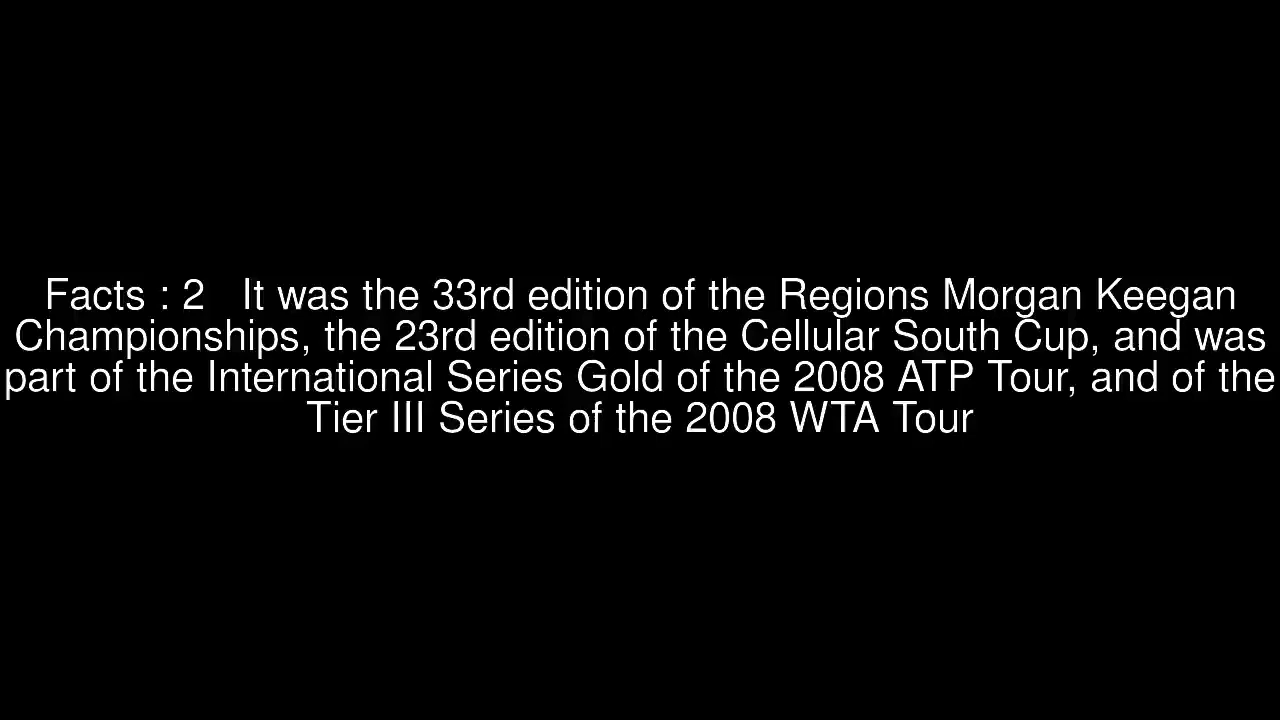 Facts : 2   It was the 33rd edition of the Regions Morgan Keegan
Championships, the 23rd edition of the Cellular South Cup, and was
part of the International Series Gold of the 2008 ATP Tour, and of the
Tier III Series of the 2008 WTA Tour